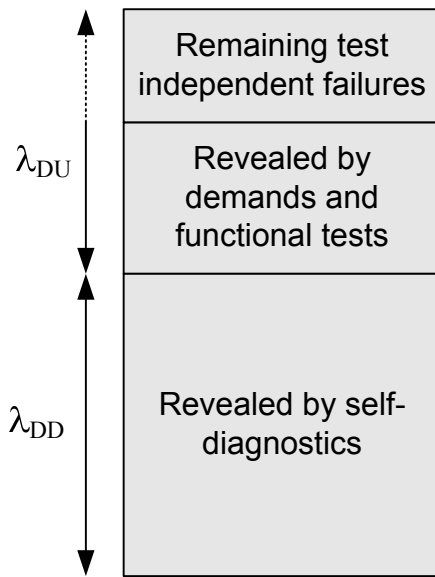 Remaining test
independent failures
λDU
Revealed by
demands and
functional tests
λDD
Revealed by self-
diagnostics